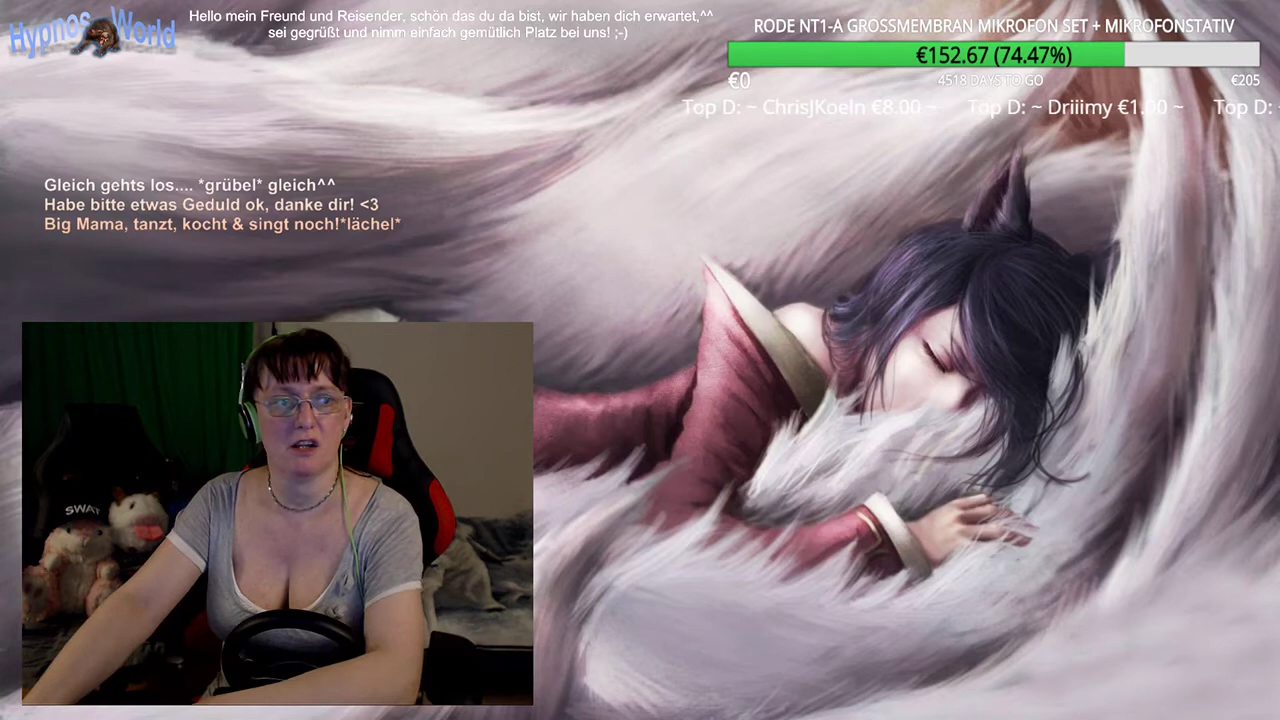 Hypnos World
Hello mein Freund und Reisender, schön das du da bist, wir haben dich erwartet,^^
sei gegrüßt und nimm einfach gemütlich Platz bei uns! ;-)
RODE NT1-A GROSSMEMBRAN MIKROFON SET + MIKROFONSTATIV
€152.67 (74.47%)
€0
4518 DAYS TO GO
€205
Top D: ~ ChrisJKoeln €8.00 ~ Top D: ~ Driiimy €1.00 ~ Top D: ~
Gleich gehts los.... *grübel* gleich^^
Habe bitte etwas Geduld ok, danke dir! <3
Big Mama, tanzt, kocht & singt noch!*lächel*
SWAT